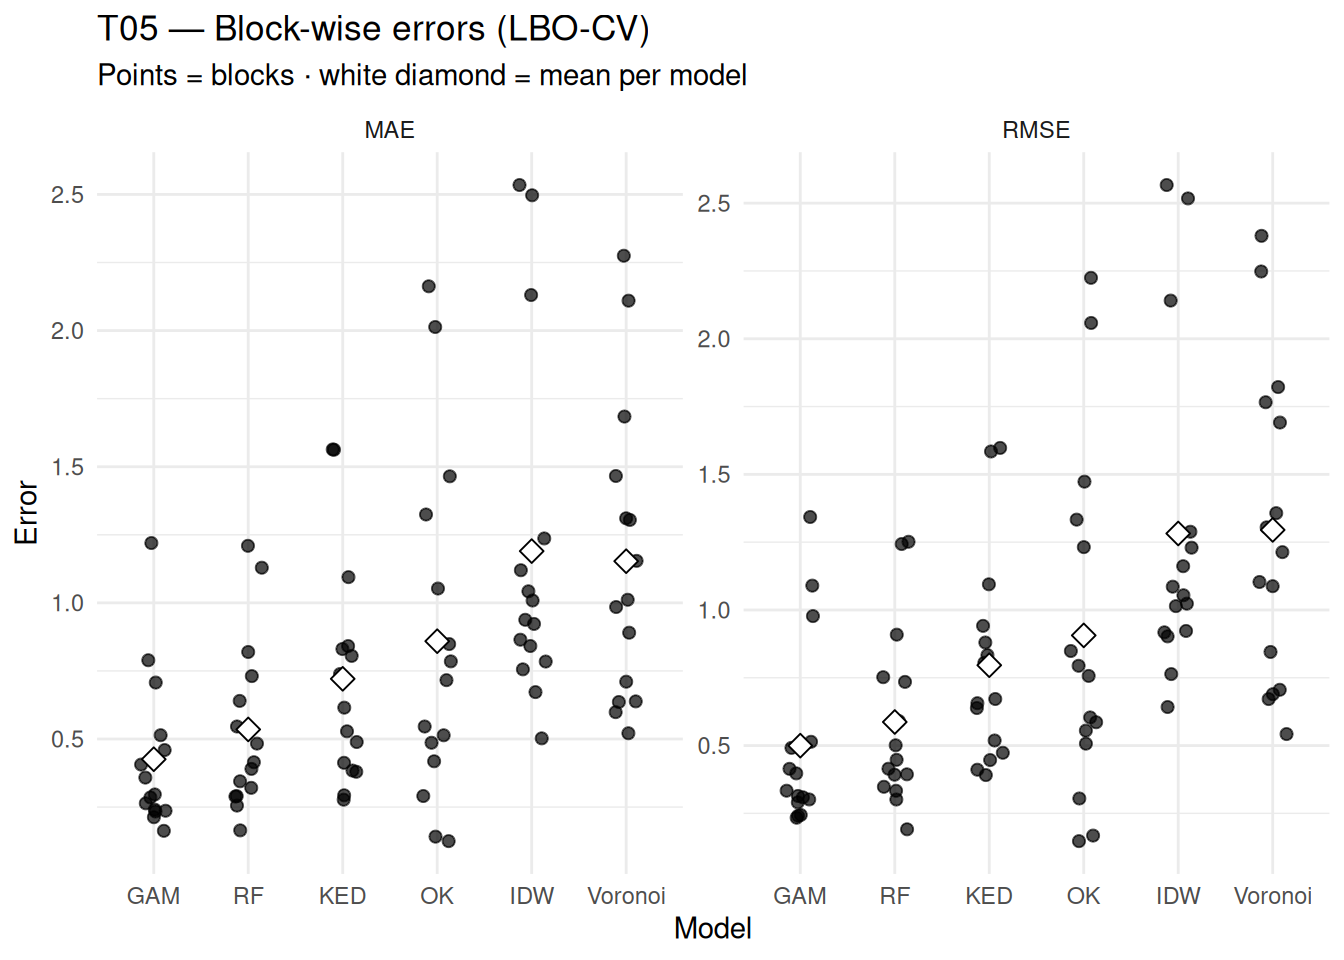 T05 — Block-wise errors (LBO-CV)
Points = blocks · white diamond = mean per model
MAE
RMSE
2.5
2.0
1.5
1.0
0.5
2.5
2.0
1.5
1.0
0.5
Error
GAM RF KED OK IDW Voronoi
GAM RF KED OK IDW Voronoi
Model